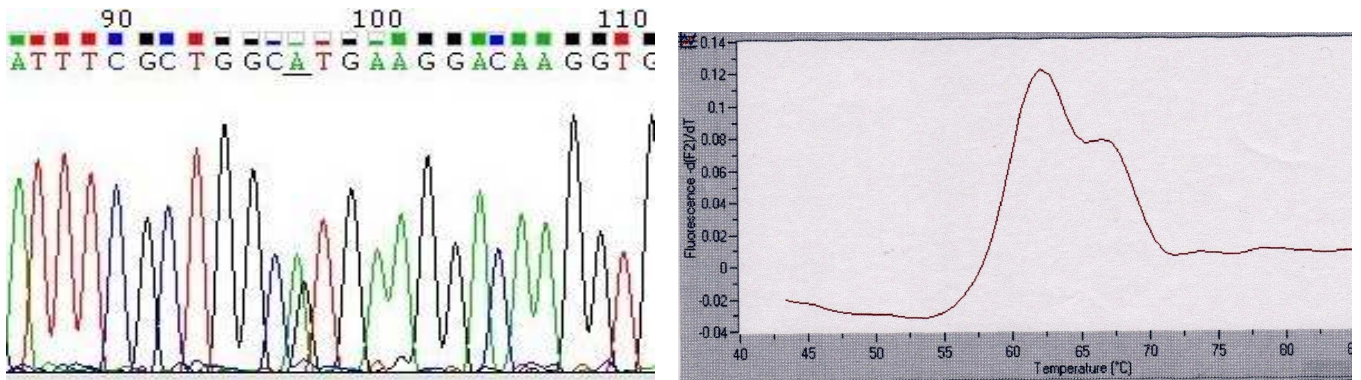 90 100 110
ATTTCGCTGGCATGAAGGACAAGGTG
Fluorescence -d(F2)/dT
0.14
0.12
0.1
0.08
0.06
0.04
0.02
0
-0.02
-0.04
40 45 50 55 60 65 70 75 80
Temperature (°C)